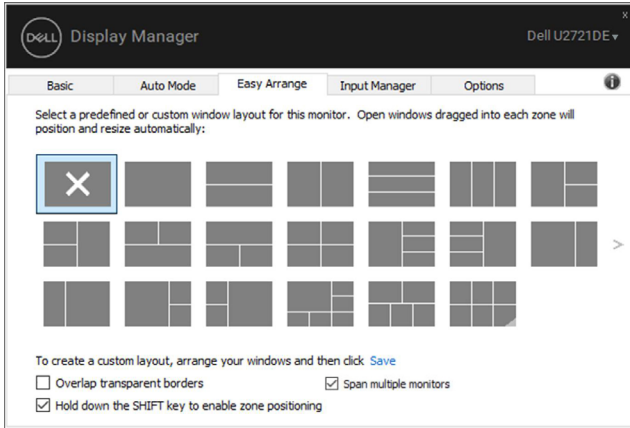 x
DELL Display Manager Dell U2721DE
Basic Auto Mode Easy Arrange Input Manager Options i
Select a predefined or custom window layout for this monitor. Open windows dragged into each zone will
position and resize automatically:
>
To create a custom layout, arrange your windows and then click Save
Overlap transparent borders Span multiple monitors
Hold down the SHIFT key to enable zone positioning